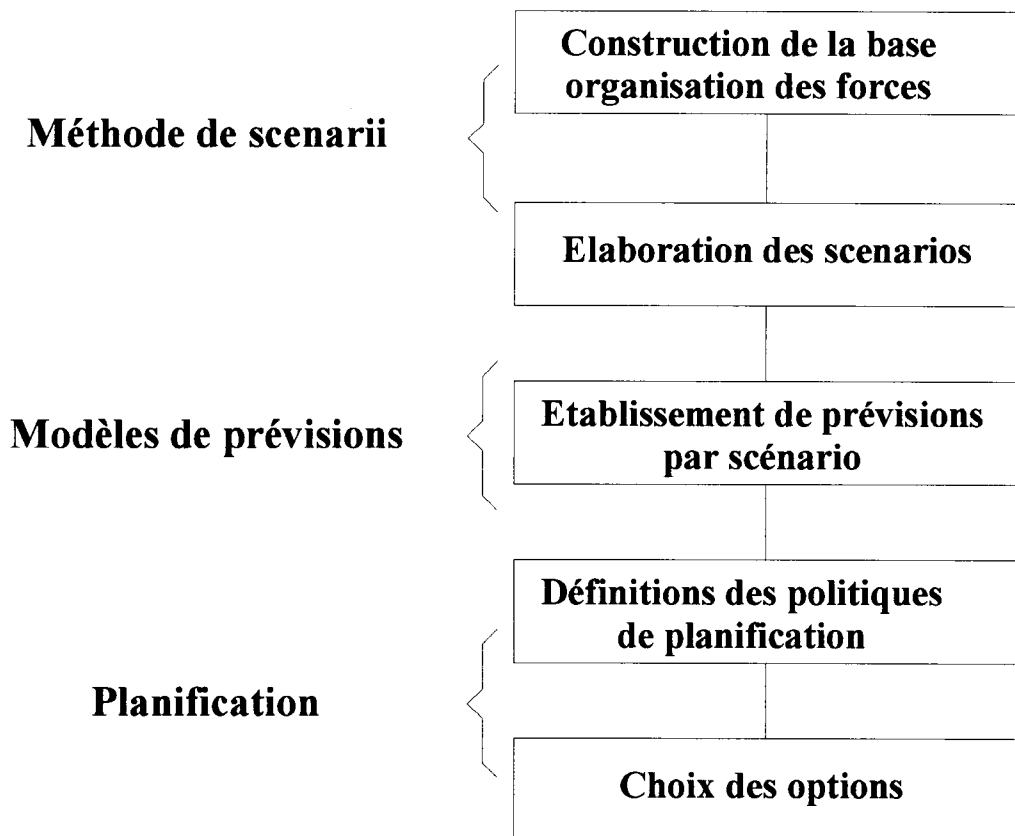 Construction de la base
organisation des forces
Méthode de scenarii
Elaboration des scenarios
Etablissement de prévisions
par scénario
Modèles de prévisions
Définitions des politiques
de planification
Planification
Choix des options